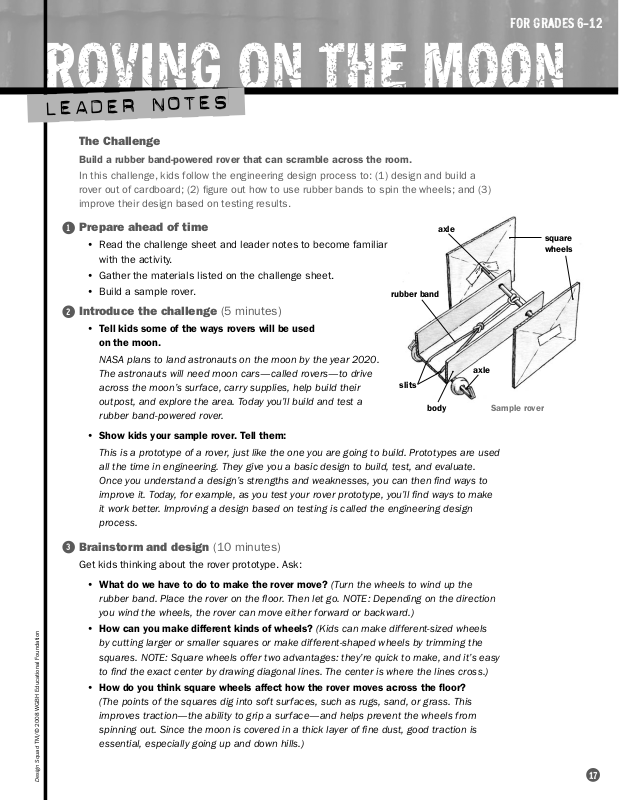 FOR GRADES 6–12
ROVING ON THE MOON
LEADER NOTES
The Challenge
Build a rubber band-powered rover that can scramble across the room.
In this challenge, kids follow the engineering design process to: (1) design and build a
rover out of cardboard; (2) figure out how to use rubber bands to spin the wheels; and (3)
improve their design based on testing results.
1 Prepare ahead of time
• Read the challenge sheet and leader notes to become familiar
with the activity.
• Gather the materials listed on the challenge sheet.
• Build a sample rover.
2 Introduce the challenge (5 minutes)
• Tell kids some of the ways rovers will be used
on the moon.
NASA plans to land astronauts on the moon by the year 2020.
The astronauts will need moon cars—called rovers—to drive
across the moon's surface, carry supplies, help build their
outpost, and explore the area. Today you'll build and test a
rubber band-powered rover.
axle
square
wheels
rubber band
slits
axle
body
Sample rover
• Show kids your sample rover. Tell them:
This is a prototype of a rover, just like the one you are going to build. Prototypes are used
all the time in engineering. They give you a basic design to build, test, and evaluate.
Once you understand a design's strengths and weaknesses, you can then find ways to
improve it. Today, for example, as you test your rover prototype, you'll find ways to make
it work better. Improving a design based on testing is called the engineering design
process.
3 Brainstorm and design (10 minutes)
Get kids thinking about the rover prototype. Ask:
• What do we have to do to make the rover move? (Turn the wheels to wind up the
rubber band. Place the rover on the floor. Then let go. NOTE: Depending on the direction
you wind the wheels, the rover can move either forward or backward.)
• How can you make different kinds of wheels? (Kids can make different-sized wheels
by cutting larger or smaller squares or make different-shaped wheels by trimming the
squares. NOTE: Square wheels offer two advantages: they're quick to make, and it's easy
to find the exact center by drawing diagonal lines. The center is where the lines cross.)
• How do you think square wheels affect how the rover moves across the floor?
(The points of the squares dig into soft surfaces, such as rugs, sand, or grass. This
improves traction—the ability to grip a surface—and helps prevent the wheels from
spinning out. Since the moon is covered in a thick layer of fine dust, good traction is
essential, especially going up and down hills.)
Design Squad TM/© 2008 WGBH Educational Foundation
17